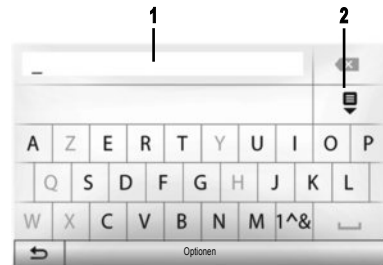 1 2
_
A Z E R T Y U I O P
Q S D F G H J K L
W X C V B N M 1^&
Optionen